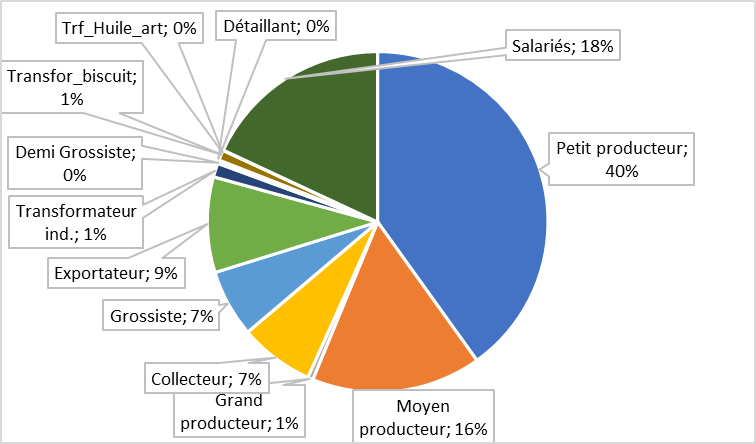 Trf_Huile_art; 0%
Détaillant; 0%
Salariés; 18%
Transfor_biscuit;
1%
Petit producteur;
40%
Demi Grossiste;
0%
Transformateur
ind.; 1%
Exportateur; 9%
Grossiste; 7%
Collecteur; 7%
Grand
producteur; 1%
Moyen
producteur; 16%